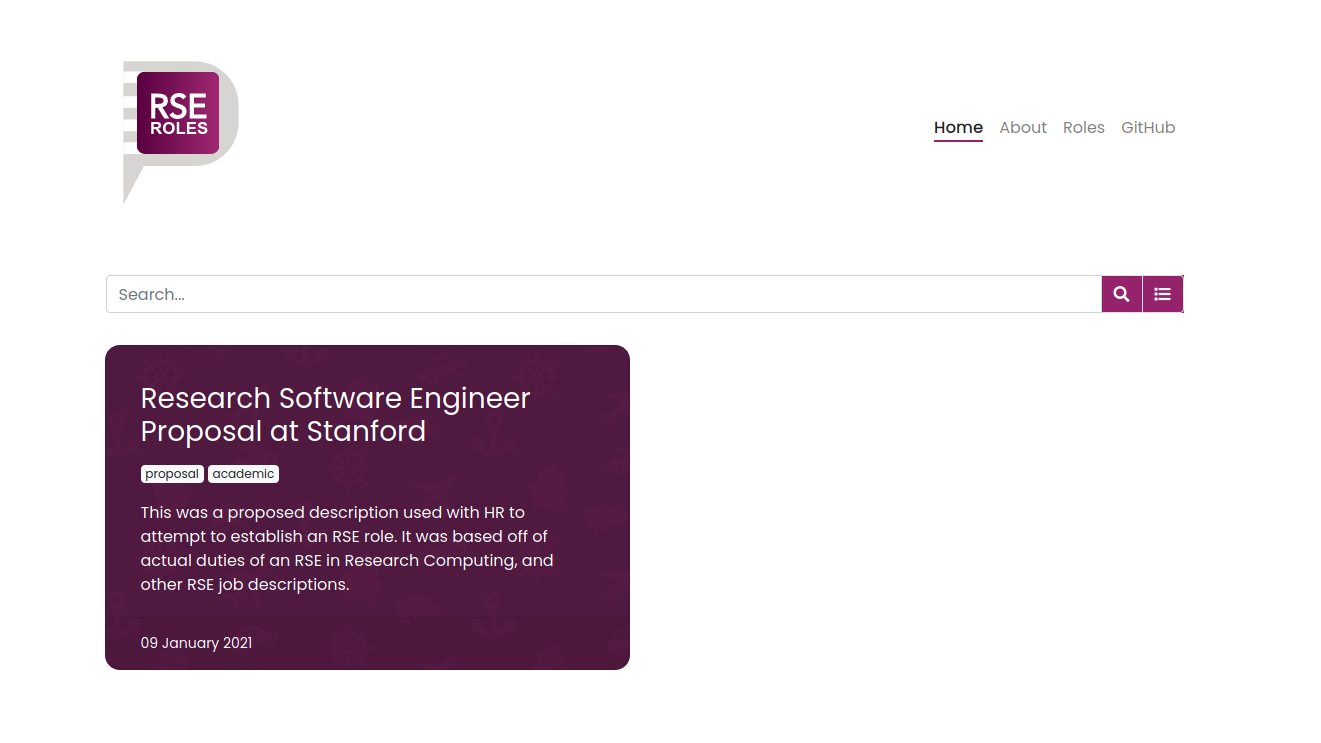 RSE
ROLES
Home About Roles GitHub
Search...
Research Software Engineer
Proposal at Stanford
proposal academic
This was a proposed description used with HR to
attempt to establish an RSE role. It was based off of
actual duties of an RSE in Research Computing, and
other RSE job descriptions.
09 January 2021